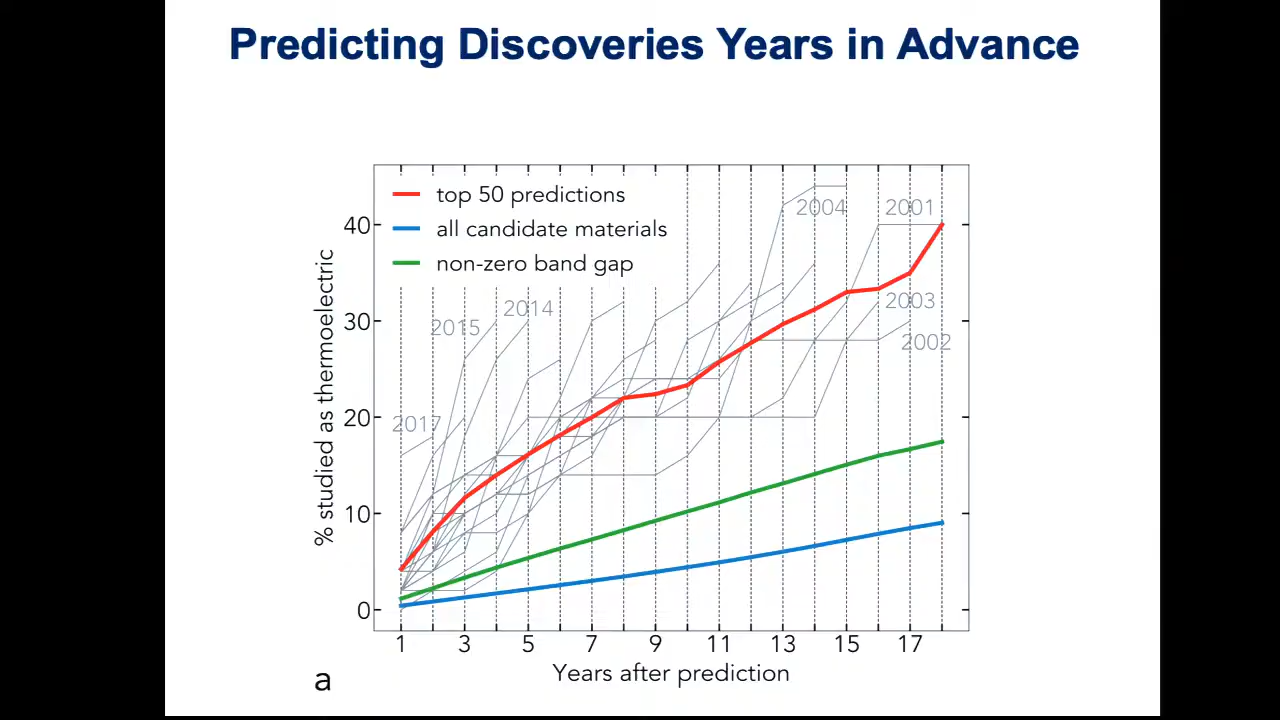 Predicting Discoveries Years in Advance
top 50 predictions
all candidate materials
non-zero band gap
2004
2001
2014
2015
2003
2002
2017
% studied as thermoelectric
40
30
20
10
0
1 3 5 7 9 11 13 15 17
Years after prediction
a